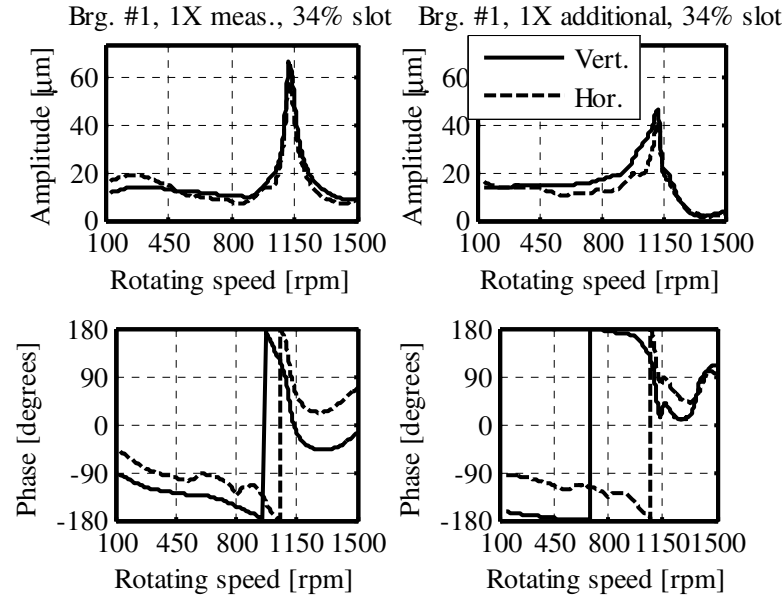 Brg. #1, 1X meas., 34% slot
Amplitude [μm]
60
40
20
0
100 450 800 1150 1500
Rotating speed [rpm]
Brg. #1, 1X additional, 34% slot
Vert.
Hor.
Amplitude [μm]
60
40
20
0
100 450 800 1150 1500
Rotating speed [rpm]
Phase [degrees]
180
90
0
-90
-180
100 450 800 1150 1500
Rotating speed [rpm]
Phase [degrees]
180
90
0
-90
-180
100 450 800 1150 1500
Rotating speed [rpm]